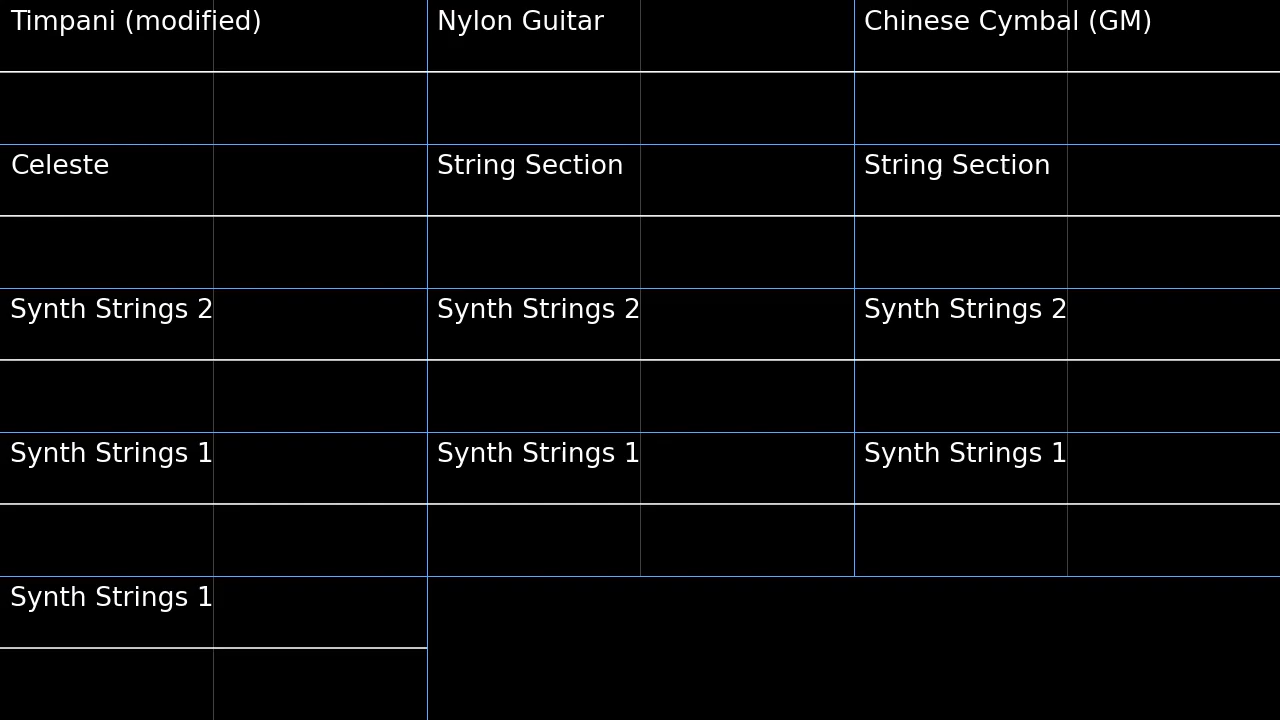 Timpani (modified)
Nylon Guitar
Chinese Cymbal (GM)
Celeste
String Section
String Section
Synth Strings 2
Synth Strings 2
Synth Strings 2
Synth Strings 1
Synth Strings 1
Synth Strings 1
Synth Strings 1